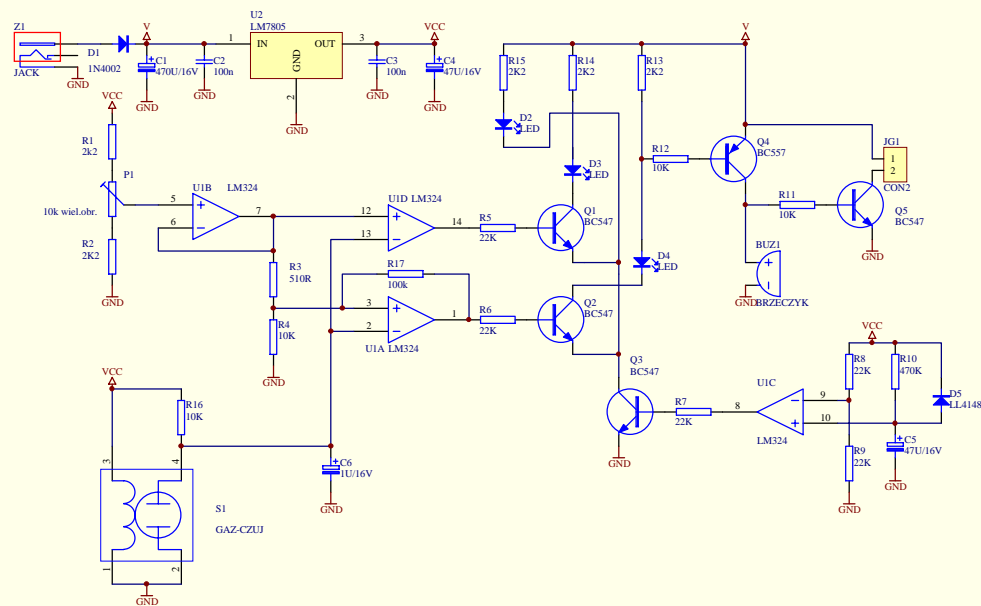 Z1
JACK
D1
1N4002
GND
V
C1
470U/16V
GND
C2
100n
GND
U2
LM7805
1
IN
OUT
3
GND
2
GND
C3
100n
GND
VCC
C4
47U/16V
GND
R15
2K2
R14
2K2
R13
2K2
V
D2
LED
D3
LED
D4
LED
R12
10K
Q4
BC557
JG1
1
2
CON2
R11
10K
Q5
BC547
GND
BUZ1
GND
BRZECZYK
VCC
R1
2k2
P1
10k wiel.obr.
R2
2K2
GND
U1B
LM324
5
6
7
R3
510R
R4
10K
GND
U1D LM324
12
13
14
R5
22K
Q1
BC547
R17
100k
3
2
1
U1A LM324
R6
22K
Q2
BC547
Q3
BC547
GND
R7
22K
8
U1C
LM324
9
10
VCC
R8
22K
R10
470K
D5
LL4148
R9
22K
GND
C5
47U/16V
GND
VCC
R16
10K
3
4
C6
1U/16V
GND
S1
GAZ-CZUJ
1
2
GND